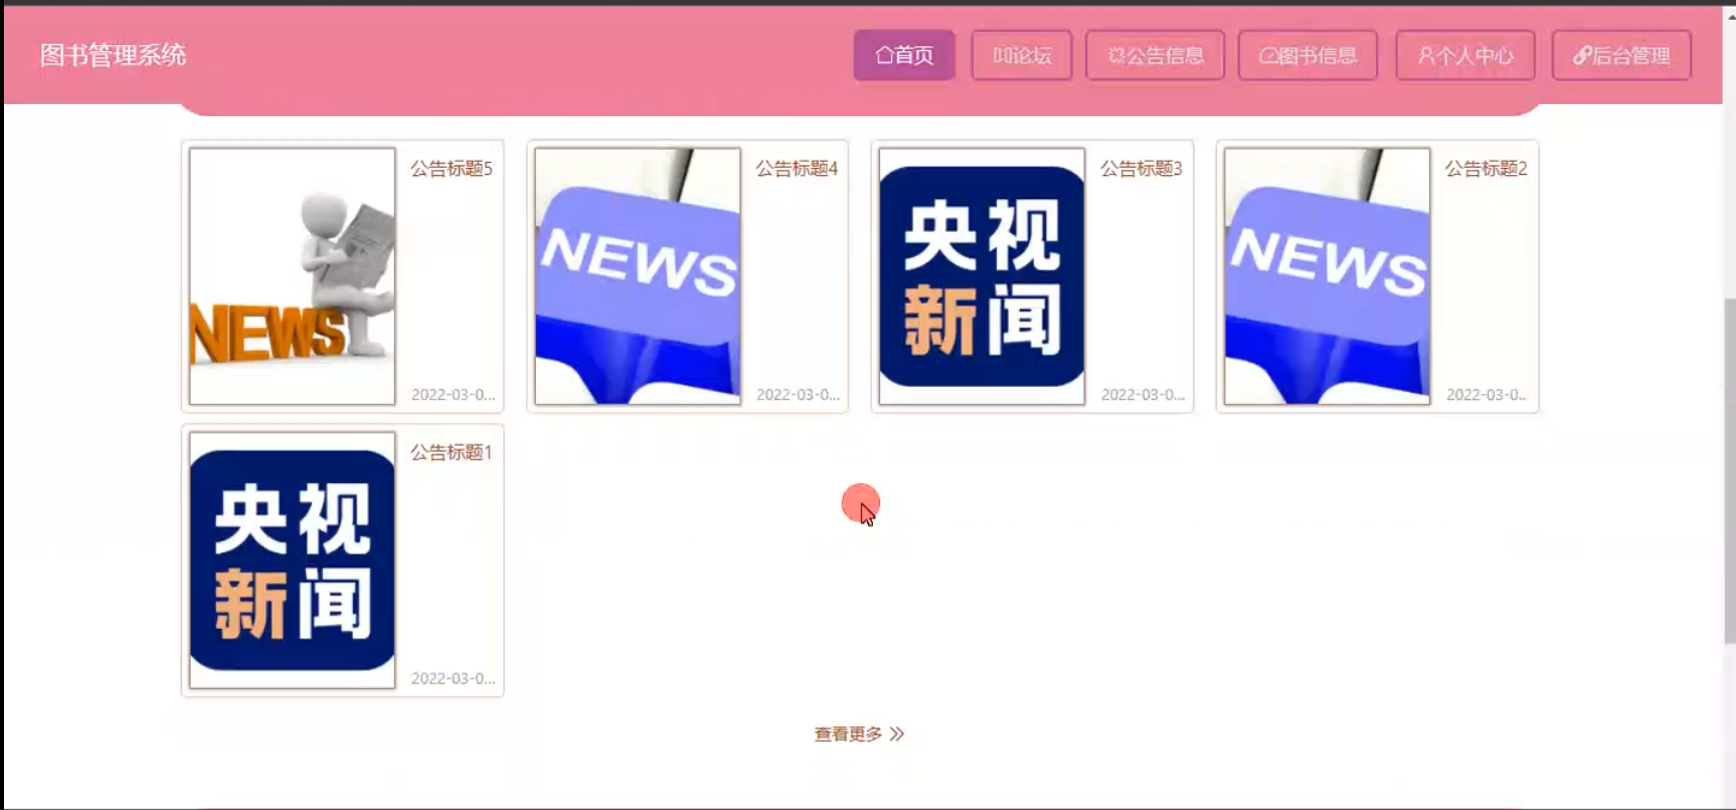 图书管理系统
首页
论坛
公告信息
图书信息
个人中心
后台管理
NEWS
公告标题5
2022-03-0...
NEWS
公告标题4
2022-03-0...
央视
新闻
公告标题3
2022-03-0...
NEWS
公告标题2
2022-03-0...
央视
新闻
公告标题1
2022-03-0...
查看更多